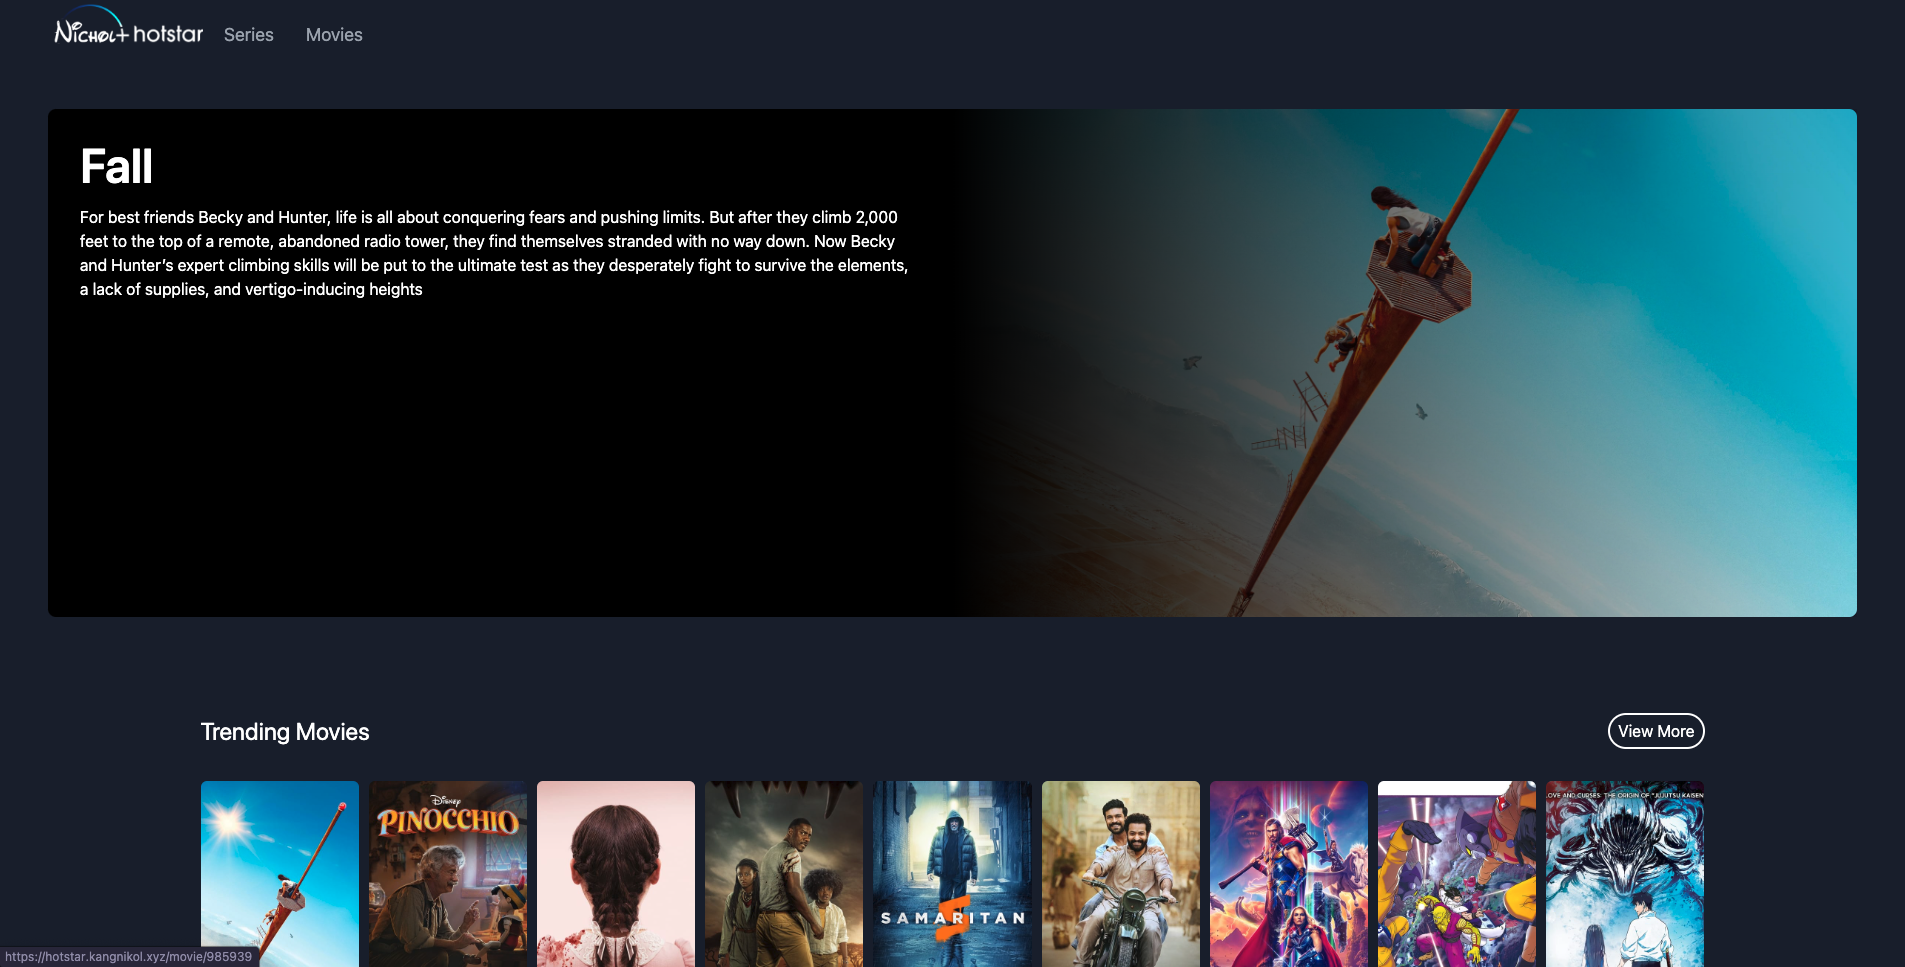 Nichol+ hotstar Series Movies
Fall
For best friends Becky and Hunter, life is all about conquering fears and pushing limits. But after they climb 2,000
feet to the top of a remote, abandoned radio tower, they find themselves stranded with no way down. Now Becky
and Hunter’s expert climbing skills will be put to the ultimate test as they desperately fight to survive the elements,
a lack of supplies, and vertigo-inducing heights
Trending Movies
View More
Disney
PINOCCHIO
SAMARITAN
LOVE AND CURSES: THE ORIGIN OF "JUJUTSU KAISEN
https://hotstar.kangnikol.xyz/movie/985939